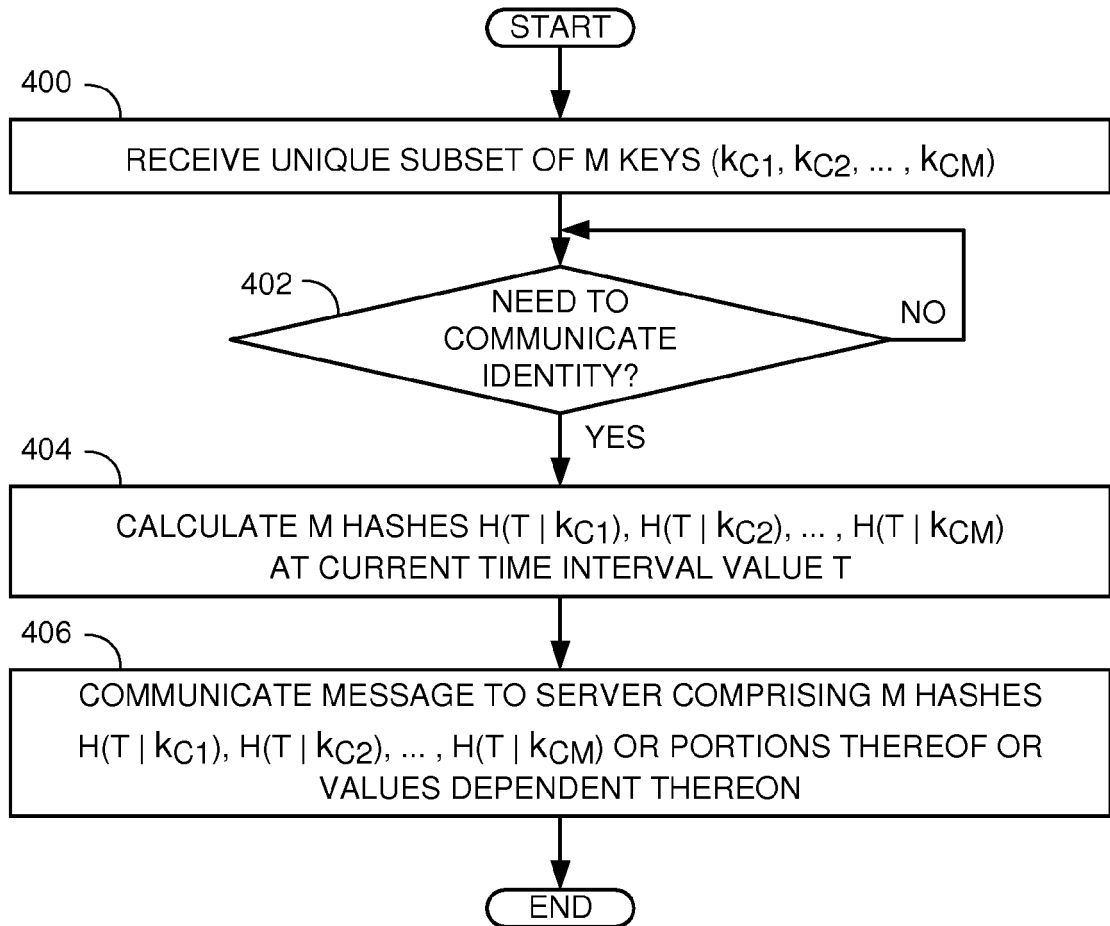 START
400
RECEIVE UNIQUE SUBSET OF M KEYS (kC1, kC2, ... , kCM)
402
NEED TO
COMMUNICATE
IDENTITY?
NO
YES
404
CALCULATE M HASHES H(T | kC1), H(T | kC2), ... , H(T | kCM)
AT CURRENT TIME INTERVAL VALUE T
406
COMMUNICATE MESSAGE TO SERVER COMPRISING M HASHES
H(T | kC1), H(T | kC2), ... , H(T | kCM) OR PORTIONS THEREOF OR
VALUES DEPENDENT THEREON
END